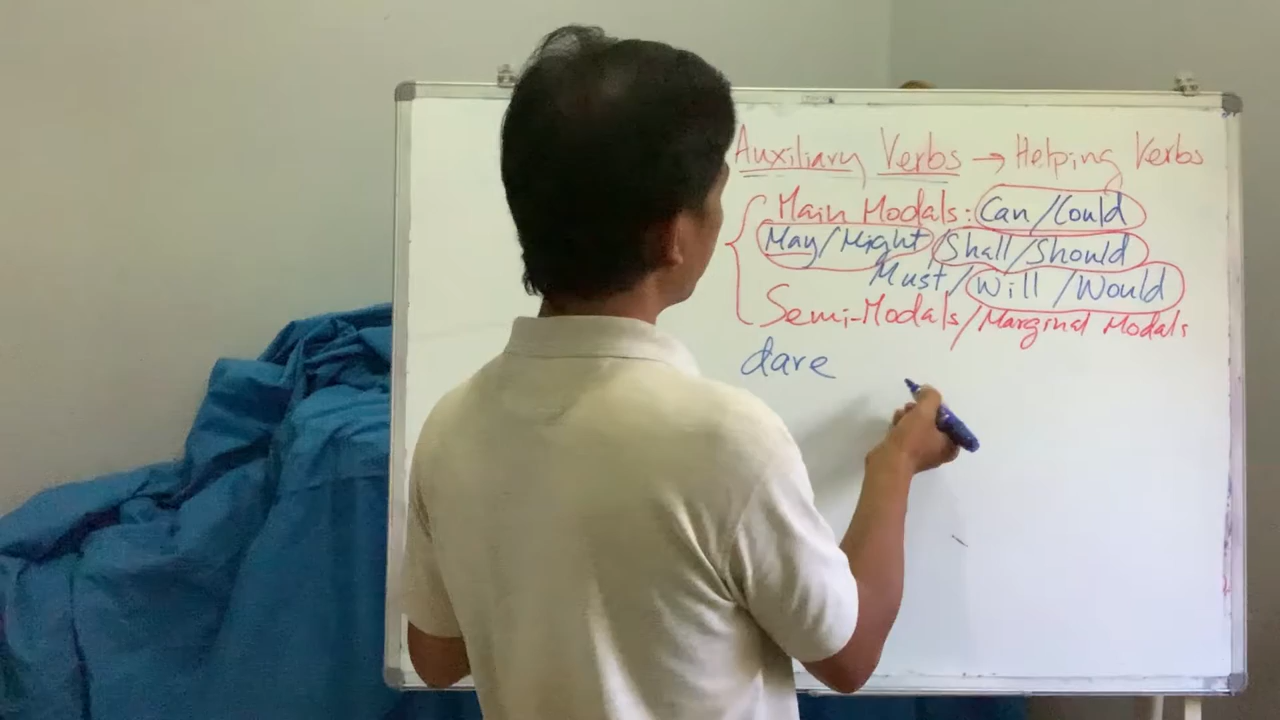 Auxiliary Verbs → Helping Verbs
Main Modals: Can/Could
May/Might/Shall/Should
Must/Will/Would
Semi-Modals/Marginal Modals
dare